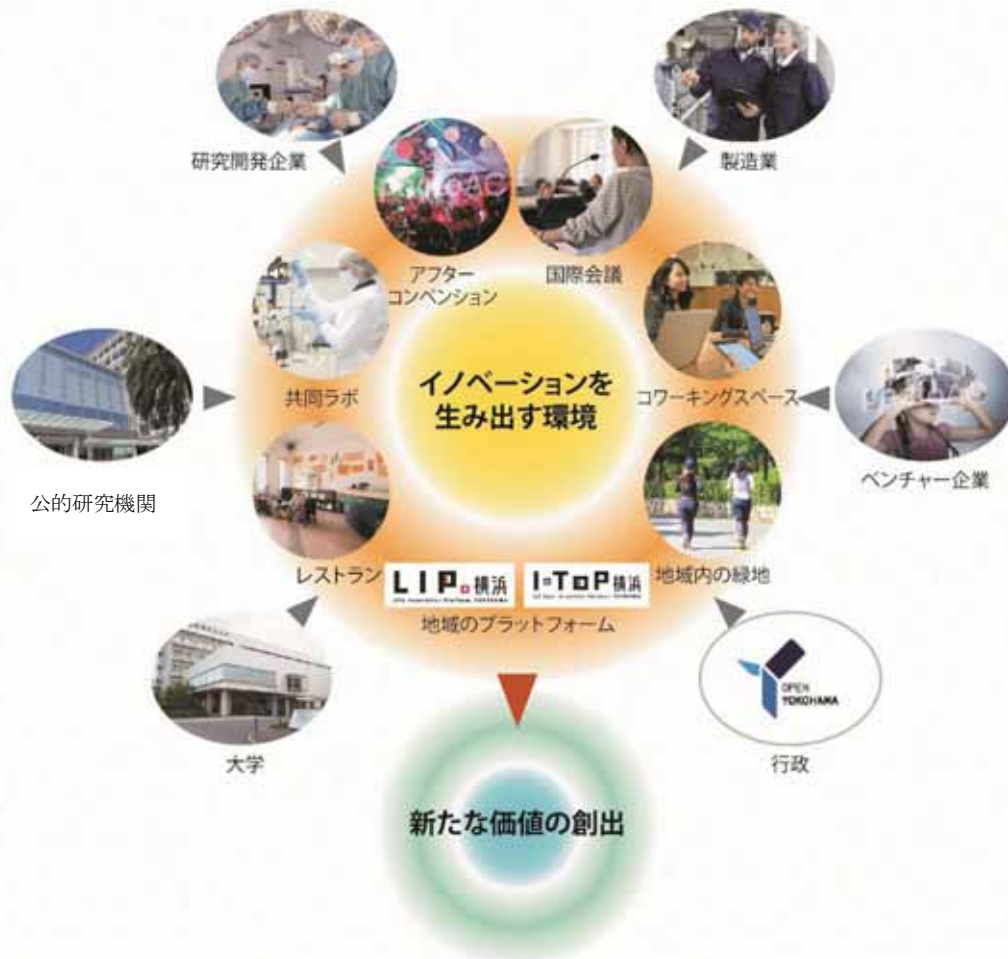 研究開発企業
製造業
アフター
コンベンション
国際会議
共同ラボ
イノベーションを
生み出す環境
コワーキングスペース
公的研究機関
ベンチャー企業
レストラン
LIP.横浜
I・TOP横浜
地域内の緑地
地域のプラットフォーム
大学
OPEN
YOKOHAMA
行政
新たな価値の創出